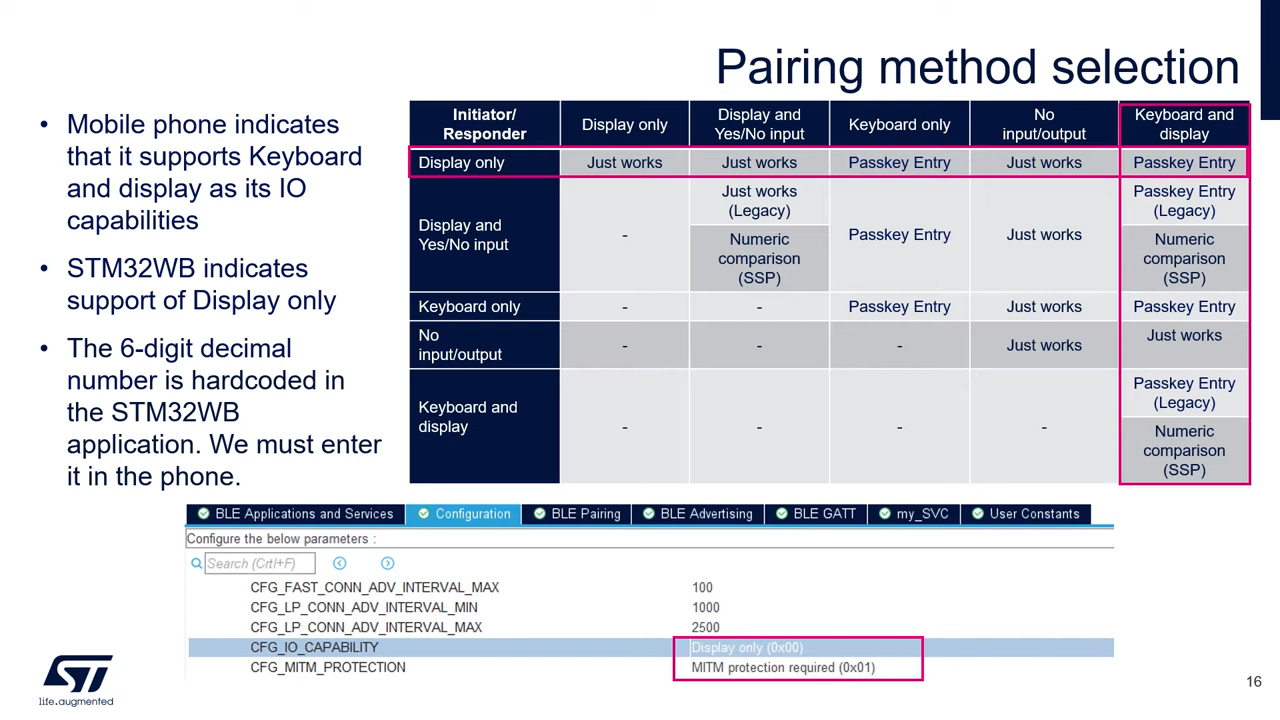 Pairing method selection
• Mobile phone indicates
that it supports Keyboard
and display as its IO
capabilities
• STM32WB indicates
support of Display only
• The 6-digit decimal
number is hardcoded in
the STM32WB
application. We must enter
it in the phone.
Initiator/
Responder
Display only
Display and
Yes/No input
Keyboard only
No
input/output
Keyboard and
display
Display only
Just works
Just works
Passkey Entry
Just works
Passkey Entry
Display and
Yes/No input
-
Just works
(Legacy)
Numeric
comparison
(SSP)
Passkey Entry
Just works
Passkey Entry
(Legacy)
Numeric
comparison
(SSP)
Keyboard only
-
-
Passkey Entry
Just works
Passkey Entry
No
input/output
-
-
-
Just works
Just works
Keyboard and
display
-
-
-
-
Passkey Entry
(Legacy)
Numeric
comparison
(SSP)
BLE Applications and Services
Configuration
BLE Pairing
BLE Advertising
BLE GATT
my_SVC
User Constants
Configure the below parameters :
Search (CrtI+F)
CFG_FAST_CONN_ADV_INTERVAL_MAX 100
CFG_LP_CONN_ADV_INTERVAL_MIN 1000
CFG_LP_CONN_ADV_INTERVAL_MAX 2500
CFG_IO_CAPABILITY Display only (0x00)
CFG_MITM_PROTECTION MITM protection required (0x01)
ST
life.augmented
16